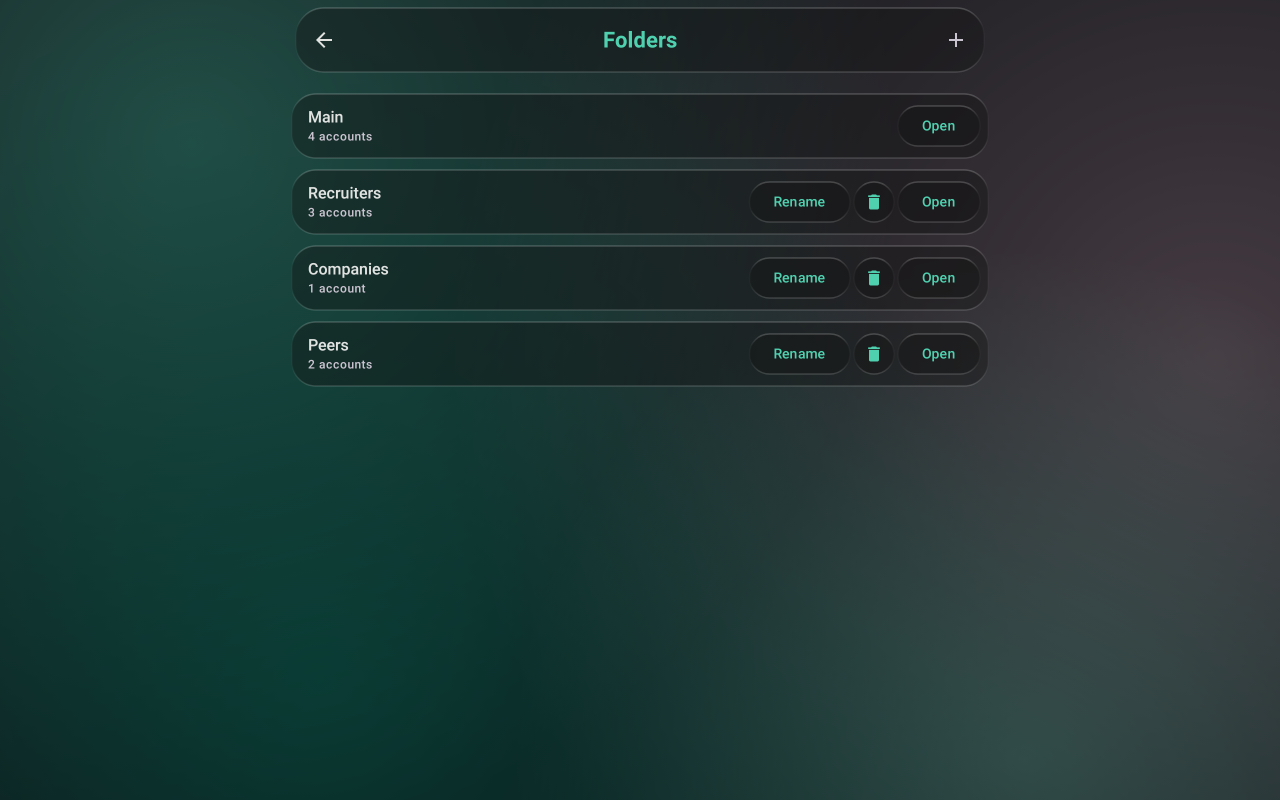 Folders
Main
4 accounts
Open
Recruiters
3 accounts
Rename
Open
Companies
1 account
Rename
Open
Peers
2 accounts
Rename
Open